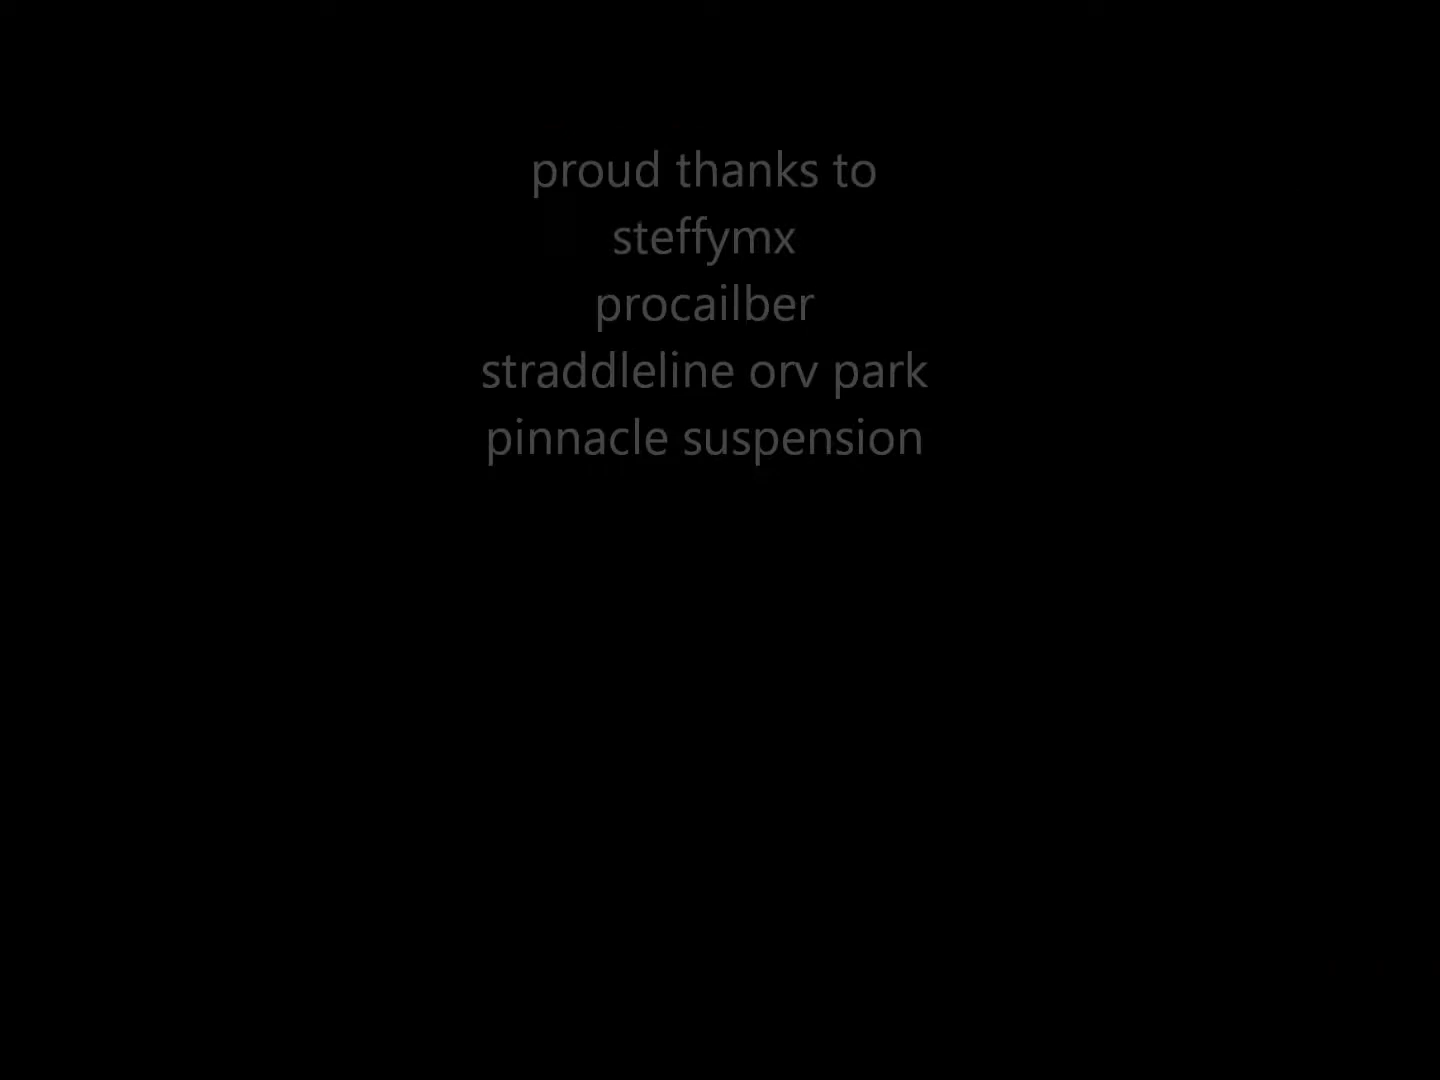 proud thanks to
steffymx
procailber
straddleline orv park
pinnacle suspension